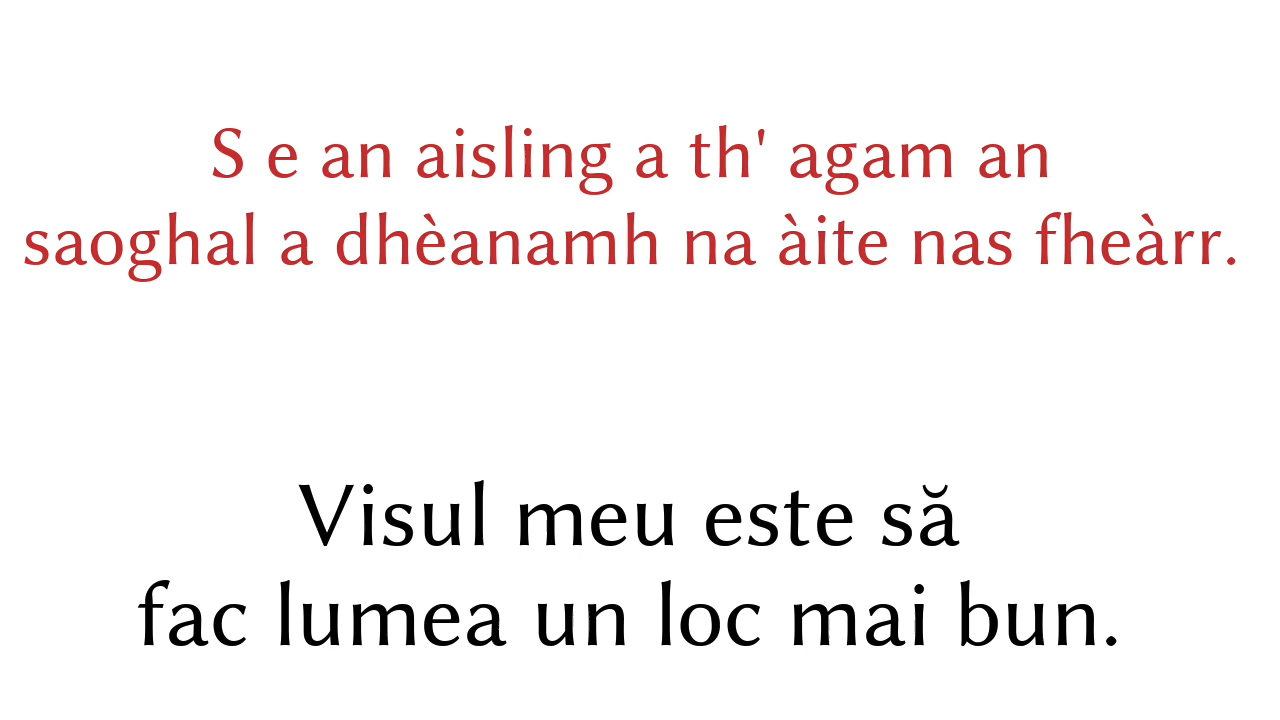 S e an aisling a th' agam an
saoghal a dhèanamh na àite nas fheàrr.
Visul meu este să
fac lumea un loc mai bun.